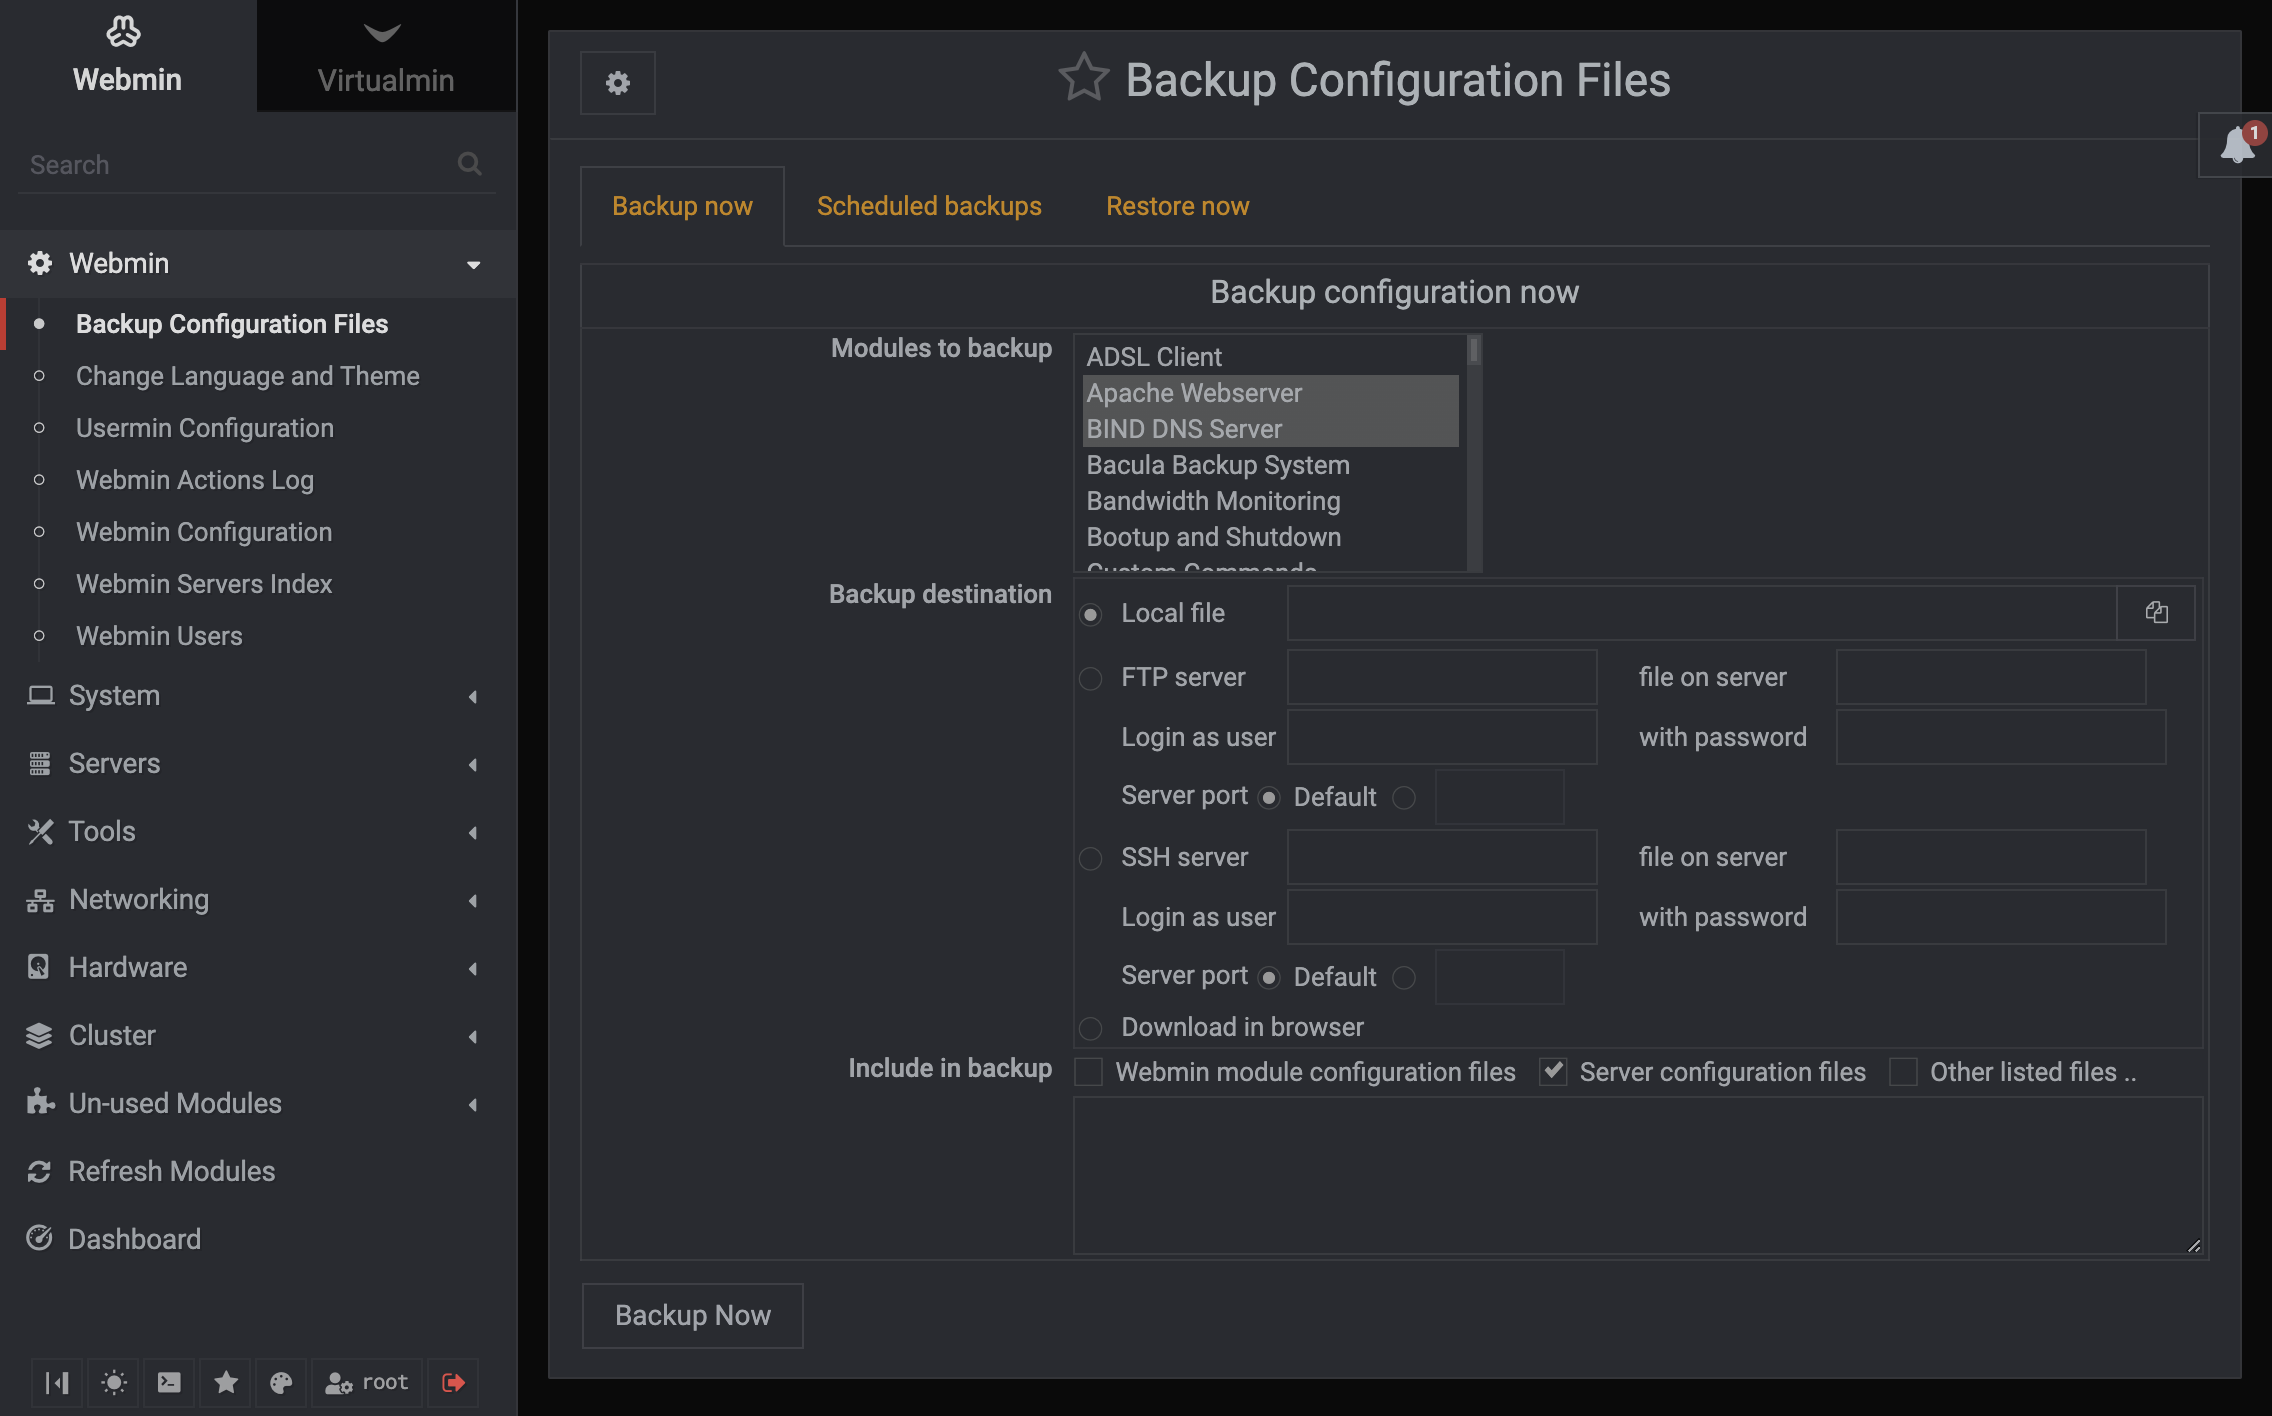 Webmin
Virtualmin
Search
Webmin
Backup Configuration Files
Change Language and Theme
Usermin Configuration
Webmin Actions Log
Webmin Configuration
Webmin Servers Index
Webmin Users
System
Servers
Tools
Networking
Hardware
Cluster
Un-used Modules
Refresh Modules
Dashboard
root
Backup Configuration Files
1
Backup now Scheduled backups Restore now
Backup configuration now
Modules to backup
ADSL Client
Apache Webserver
BIND DNS Server
Bacula Backup System
Bandwidth Monitoring
Bootup and Shutdown
Custom Commands
Backup destination
Local file
FTP server file on server
Login as user with password
Server port Default
SSH server file on server
Login as user with password
Server port Default
Download in browser
Include in backup Webmin module configuration files Server configuration files Other listed files ..
Backup Now